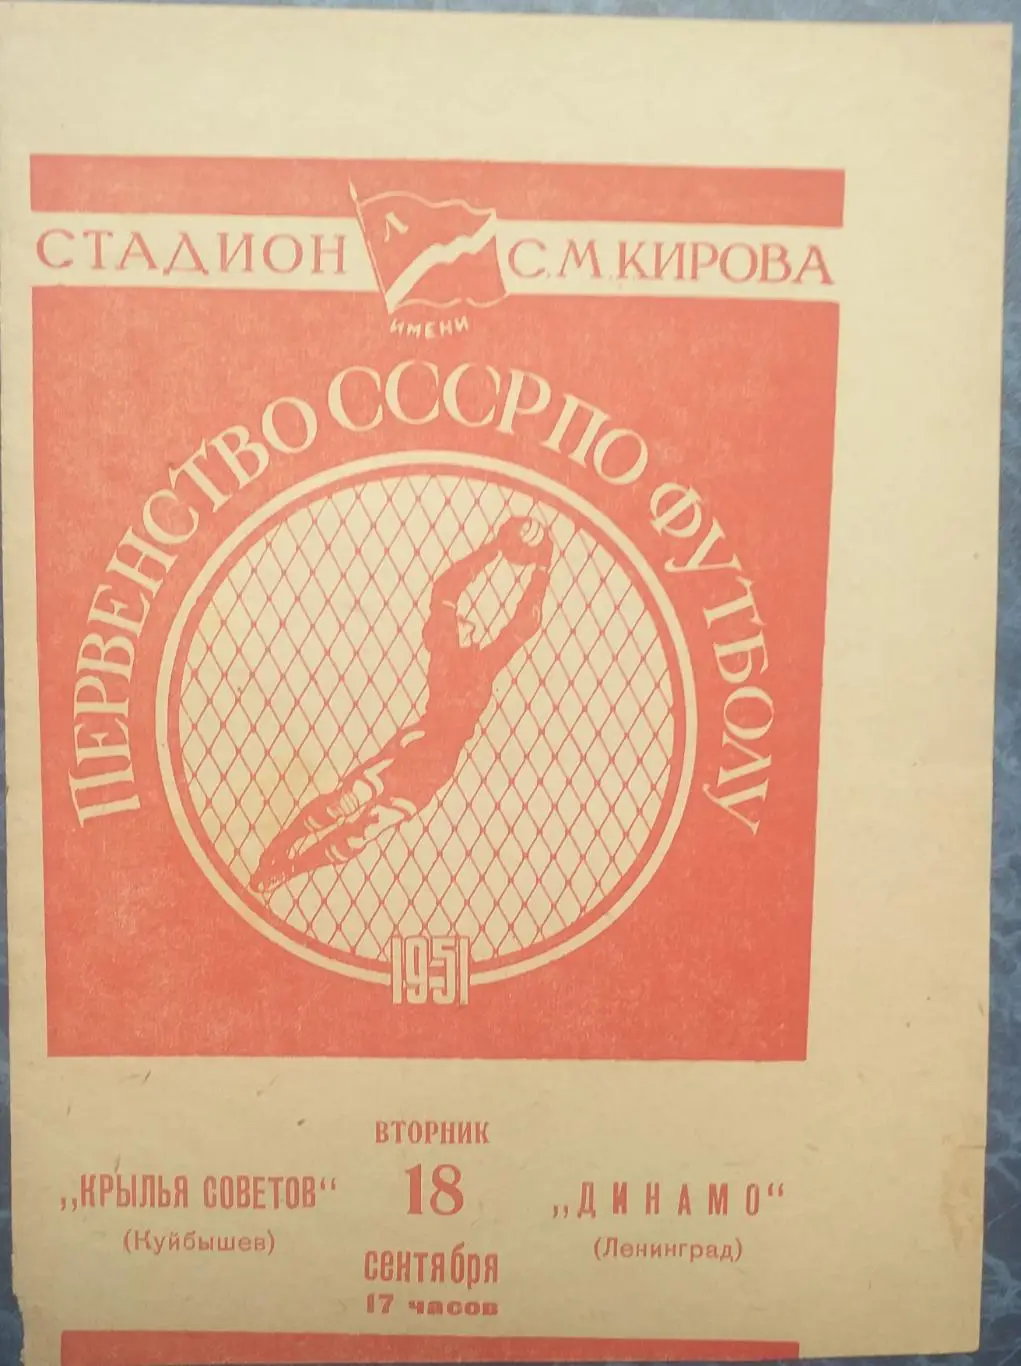 СТАДИОН
Л
ИМЕНИ
С.М.КИРОВА
ПЕРВЕНСТВО СССР ПО ФУТБОЛУ
1951
ВТОРНИК
18
сентября
17 часов
„КРЫЛЬЯ СОВЕТОВ“
(Куйбышев)
„ДИНАМО“
(Ленинград)